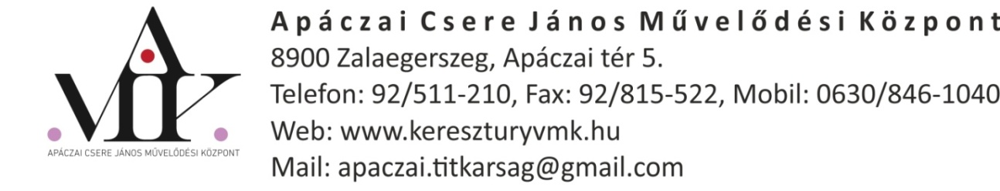 AVMK
APÁCZAI CSERE JÁNOS MŰVELŐDÉSI KÖZPONT
Apáczai Csere János Művelődési Központ
8900 Zalaegerszeg, Apáczai tér 5.
Telefon: 92/511-210, Fax: 92/815-522, Mobil: 0630/846-1040
Web: www.kereszturyvmk.hu
Mail: apaczai.titkarsag@gmail.com